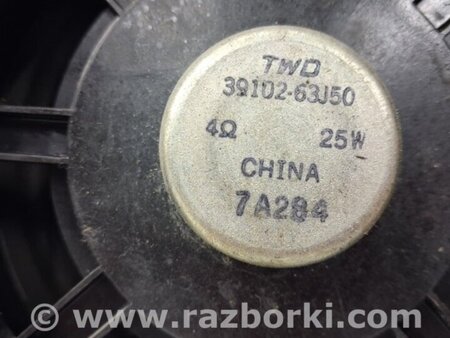 TWD
39102-63J50
4Ω 25W
CHINA
7A284
© www.razborki.com